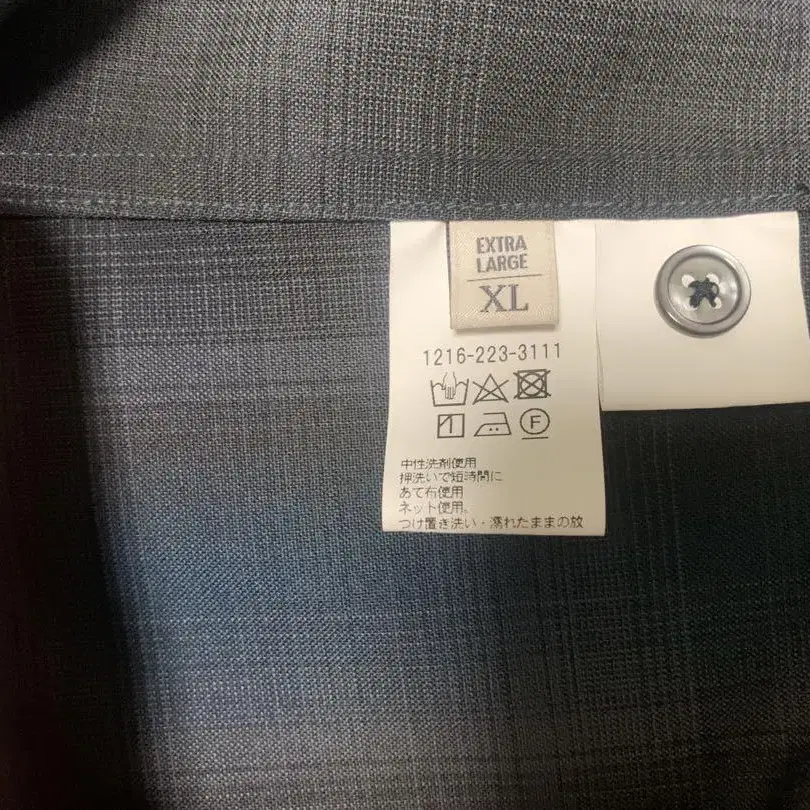 EXTRA
LARGE
XL
1216-223-3111
F
中性洗剤使用
押洗いで短時間に
あて布使用
ネット使用。
つけ置き洗い・濡れたままの放